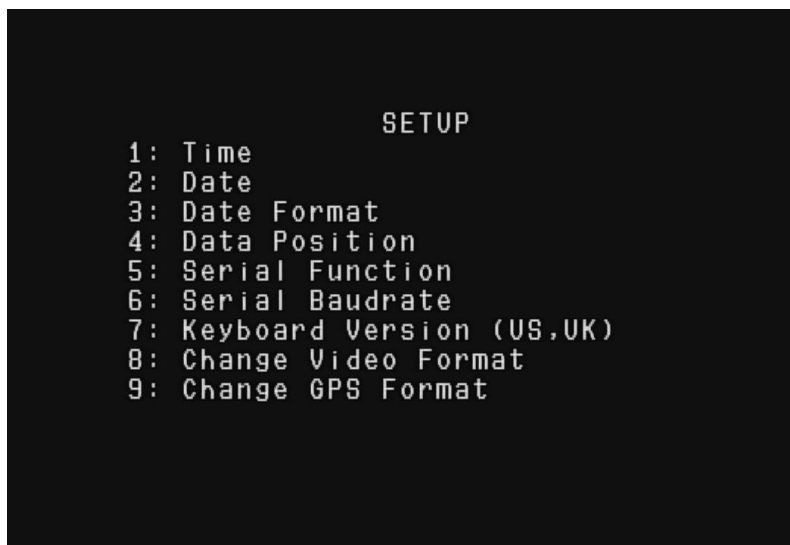 SETUP
1: Time
2: Date
3: Date Format
4: Data Position
5: Serial Function
6: Serial Baudrate
7: Keyboard Version (US,UK)
8: Change Video Format
9: Change GPS Format